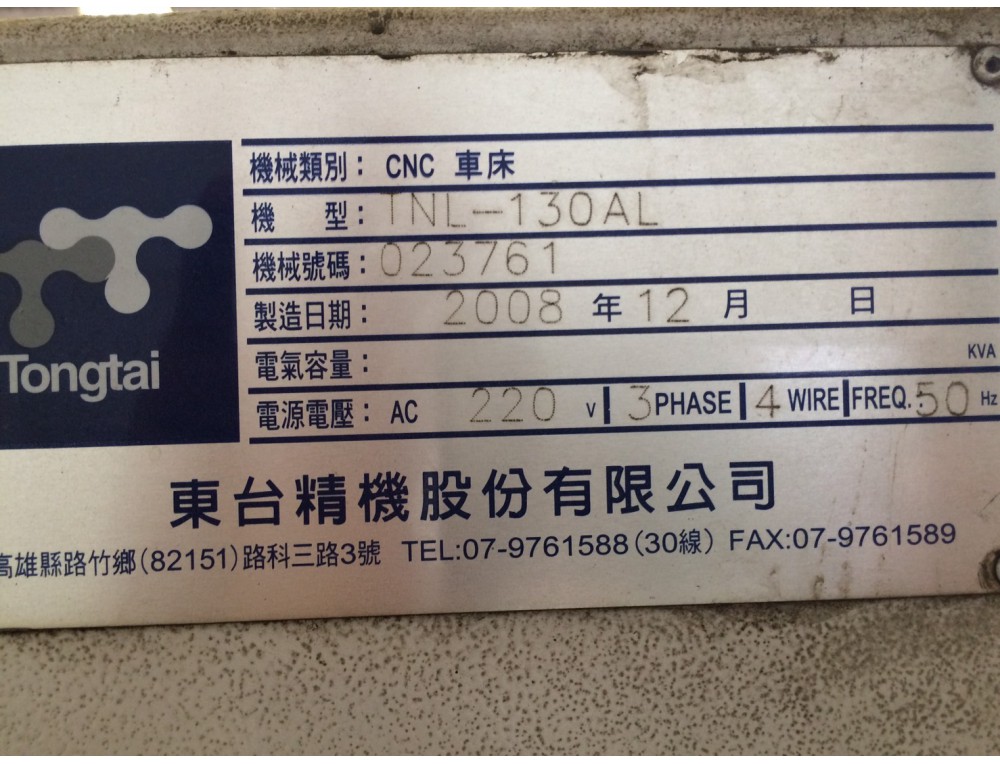 Tongtai
機械類別：CNC 車床
機 型：TNL-130AL
機械號碼：023761
製造日期： 2008 年 12 月 日
電氣容量： KVA
電源電壓：AC 220 V 3 PHASE 4 WIRE FREQ. 50 Hz
東台精機股份有限公司
高雄縣路竹鄉(82151)路科三路3號 TEL:07-9761588(30線) FAX:07-9761589